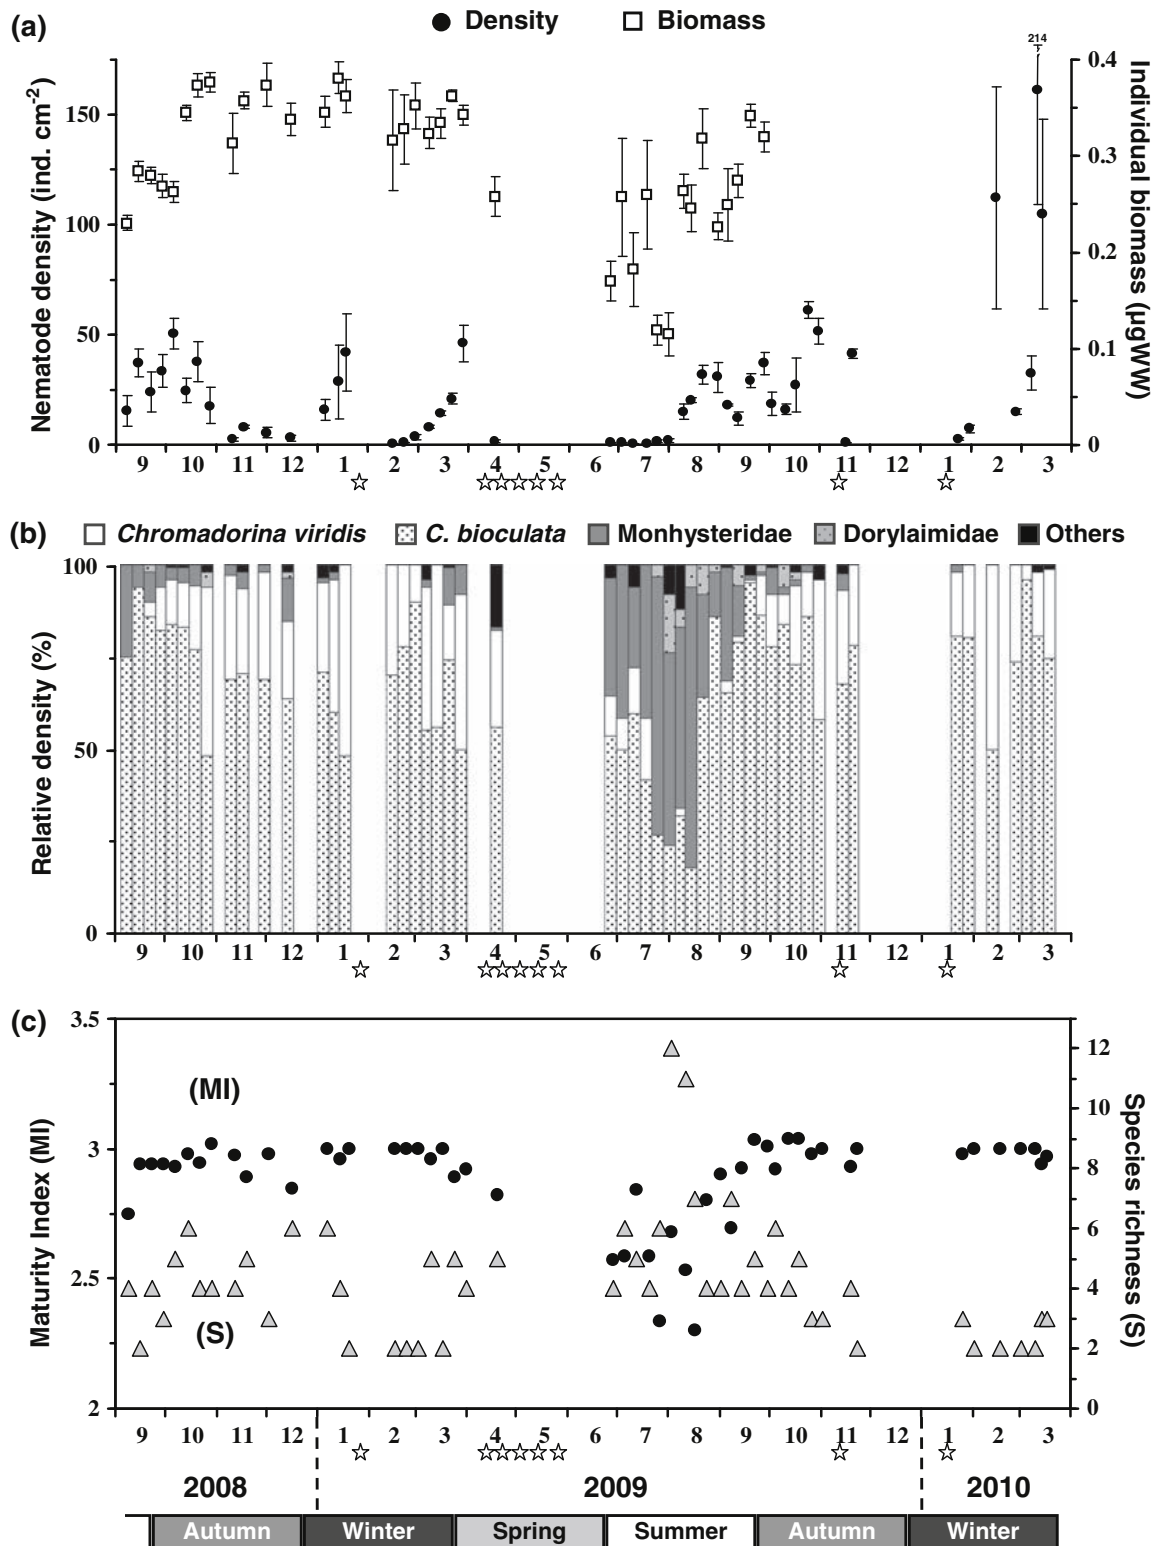 (a)
Density Biomass
Nematode density (ind. cm-2)
150
100
50
0
214
0.4
0.3
0.2
0.1
0
Individual biomass (µgWW)
9 10 11 12 1 2 3 4 5 6 7 8 9 10 11 12 1 2 3
(b)
Chromadorina viridis C. bioculata Monhysteridae Dorylaimidae Others
Relative density (%)
100
50
0
9 10 11 12 1 2 3 4 5 6 7 8 9 10 11 12 1 2 3
(c)
Maturity Index (MI)
3.5
3
2.5
2
(MI)
(S)
12
10
8
6
4
2
0
Species richness (S)
9 10 11 12 1 2 3 4 5 6 7 8 9 10 11 12 1 2 3
2008 2009 2010
Autumn Winter Spring Summer Autumn Winter